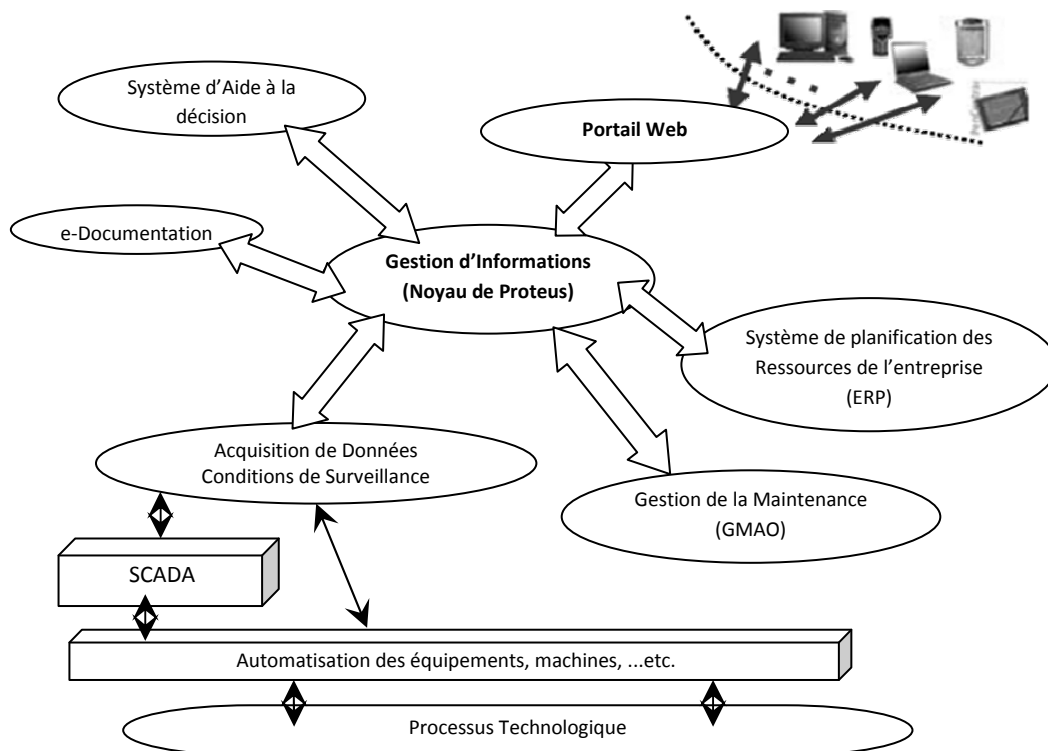 Système d’Aide à la
décision
Portail Web
e-Documentation
Gestion d’Informations
(Noyau de Proteus)
Système de planification des
Ressources de l’entreprise
(ERP)
Acquisition de Données
Conditions de Surveillance
Gestion de la Maintenance
(GMAO)
SCADA
Automatisation des équipements, machines, ...etc.
Processus Technologique